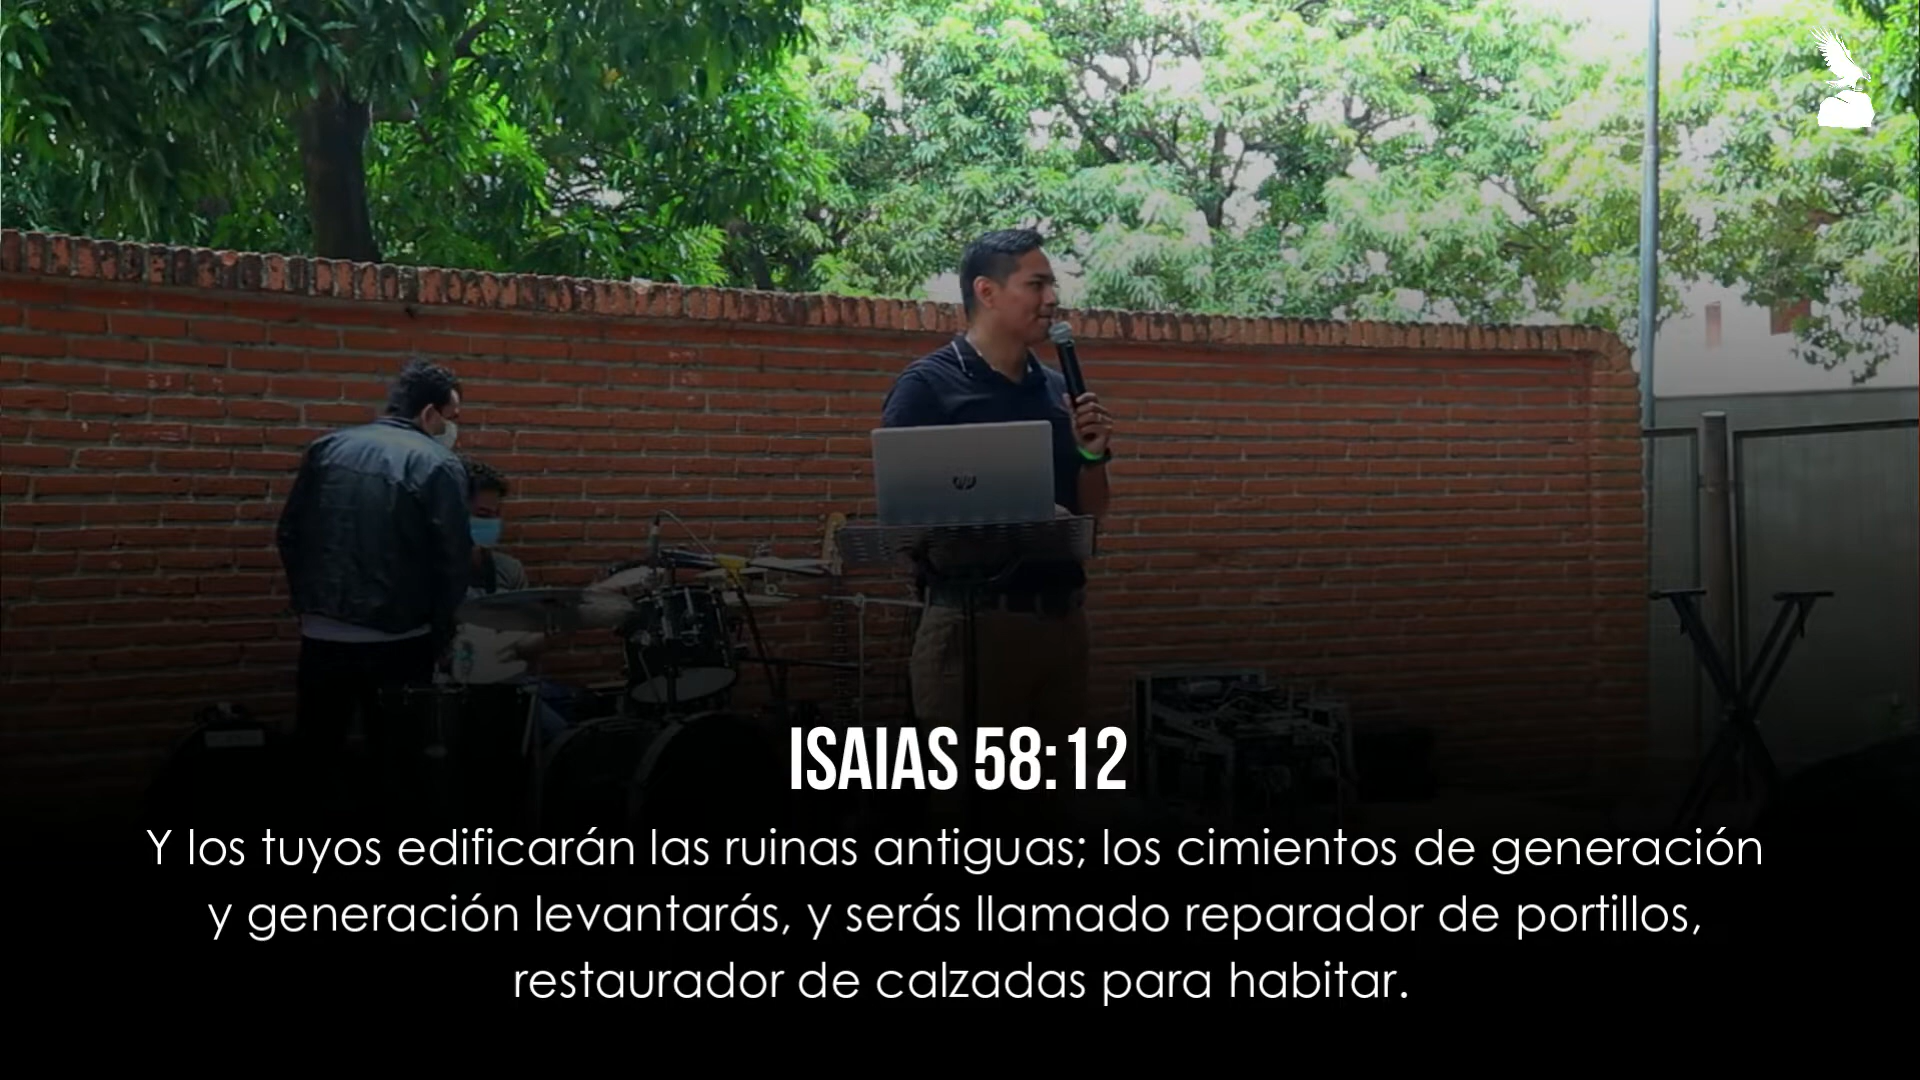 ISAIAS 58:12
Y los tuyos edificarán las ruinas antiguas; los cimientos de generación
y generación levantarás, y serás llamado reparador de portillos,
restaurador de calzadas para habitar.
hp